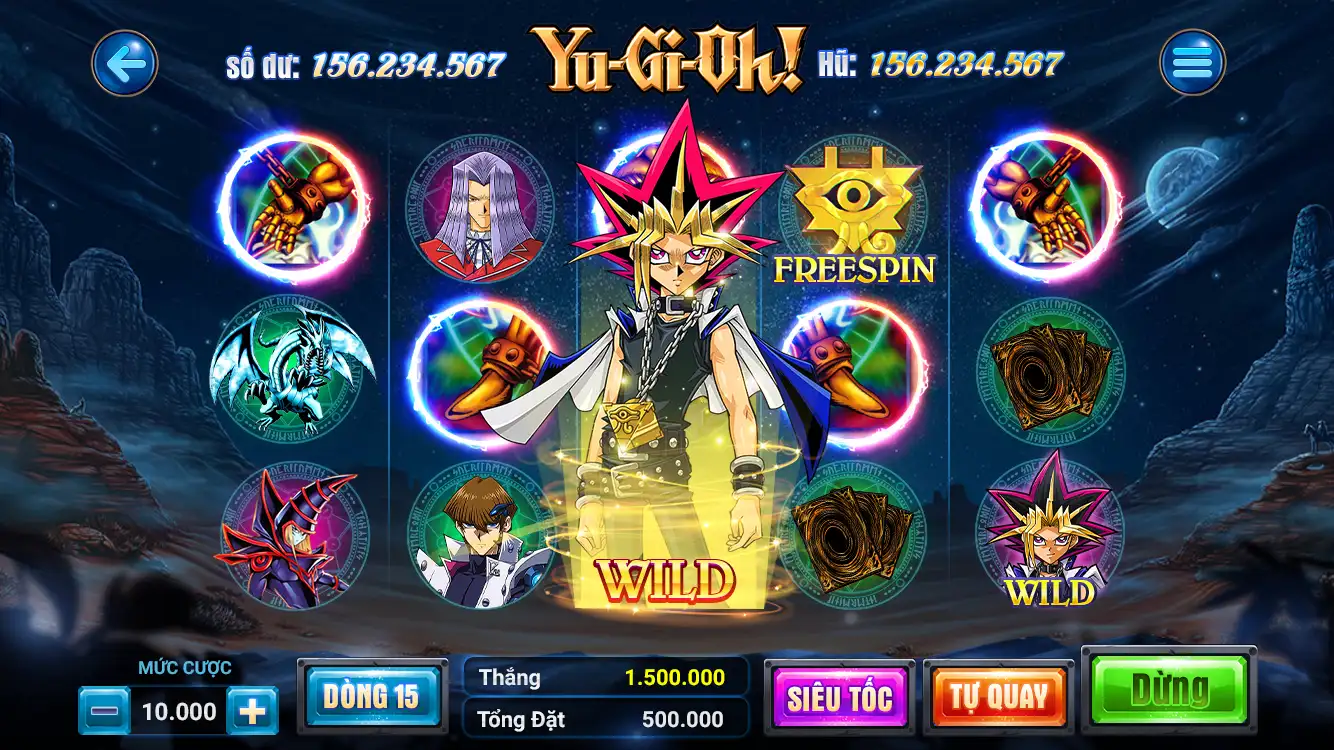 số dư: 156.234.567
Yu-Gi-Oh!
Hũ: 156.234.567
FREESPIN
WILD
WILD
MỨC CƯỢC
10.000
DÒNG 15
Thắng 1.500.000
Tổng Đặt 500.000
SIÊU TỐC
TỰ QUAY
Dừng